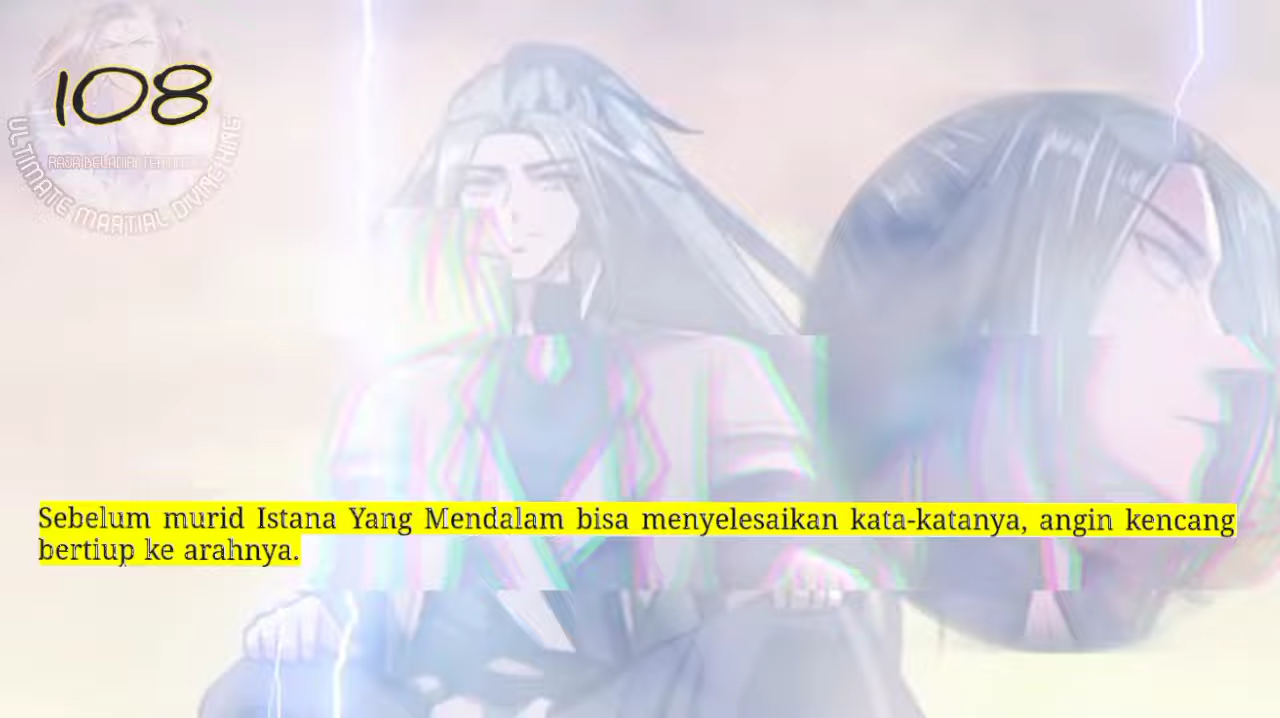 108
ULTIMATE MARTIAL DIVINE KING
Sebelum murid Istana Yang Mendalam bisa menyelesaikan kata-katanya, angin kencang
bertiup ke arahnya.